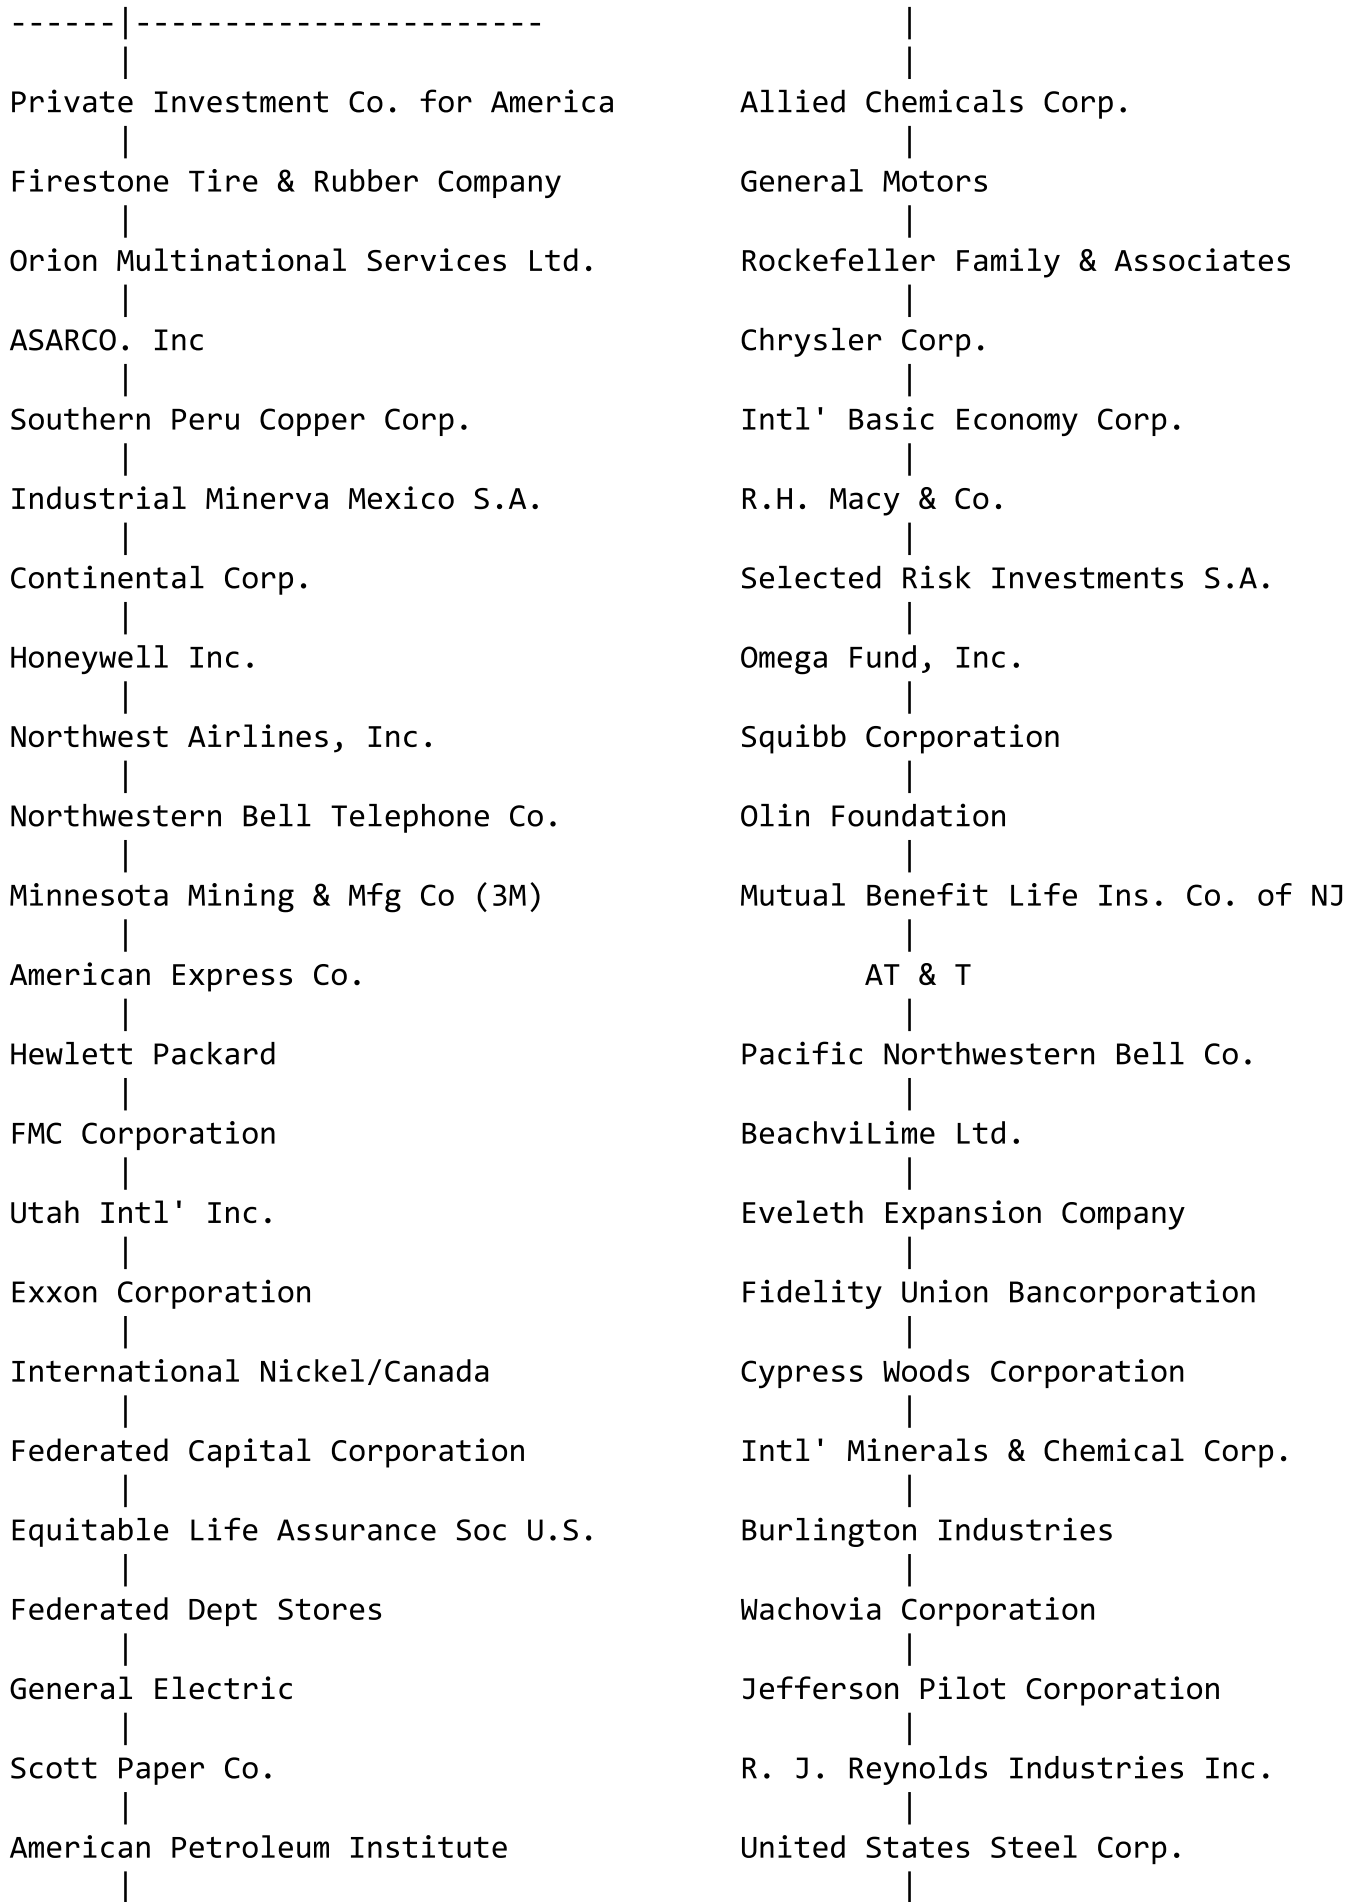 ------|-----------------------                    |
      |                                           |
Private Investment Co. for America       Allied Chemicals Corp.
      |                                           |
Firestone Tire & Rubber Company          General Motors
      |                                           |
Orion Multinational Services Ltd.        Rockefeller Family & Associates
      |                                           |
ASARCO. Inc                              Chrysler Corp.
      |                                           |
Southern Peru Copper Corp.               Intl' Basic Economy Corp.
      |                                           |
Industrial Minerva Mexico S.A.           R.H. Macy & Co.
      |                                           |
Continental Corp.                        Selected Risk Investments S.A.
      |                                           |
Honeywell Inc.                           Omega Fund, Inc.
      |                                           |
Northwest Airlines, Inc.                 Squibb Corporation
      |                                           |
Northwestern Bell Telephone Co.          Olin Foundation
      |                                           |
Minnesota Mining & Mfg Co (3M)           Mutual Benefit Life Ins. Co. of NJ
      |                                           |
American Express Co.                            AT & T
      |                                           |
Hewlett Packard                          Pacific Northwestern Bell Co.
      |                                           |
FMC Corporation                          BeachviLime Ltd.
      |                                           |
Utah Intl' Inc.                          Eveleth Expansion Company
      |                                           |
Exxon Corporation                        Fidelity Union Bancorporation
      |                                           |
International Nickel/Canada              Cypress Woods Corporation
      |                                           |
Federated Capital Corporation            Intl' Minerals & Chemical Corp.
      |                                           |
Equitable Life Assurance Soc U.S.        Burlington Industries
      |                                           |
Federated Dept Stores                    Wachovia Corporation
      |                                           |
General Electric                         Jefferson Pilot Corporation
      |                                           |
Scott Paper Co.                          R. J. Reynolds Industries Inc.
      |                                           |
American Petroleum Institute             United States Steel Corp.
      |                                           |